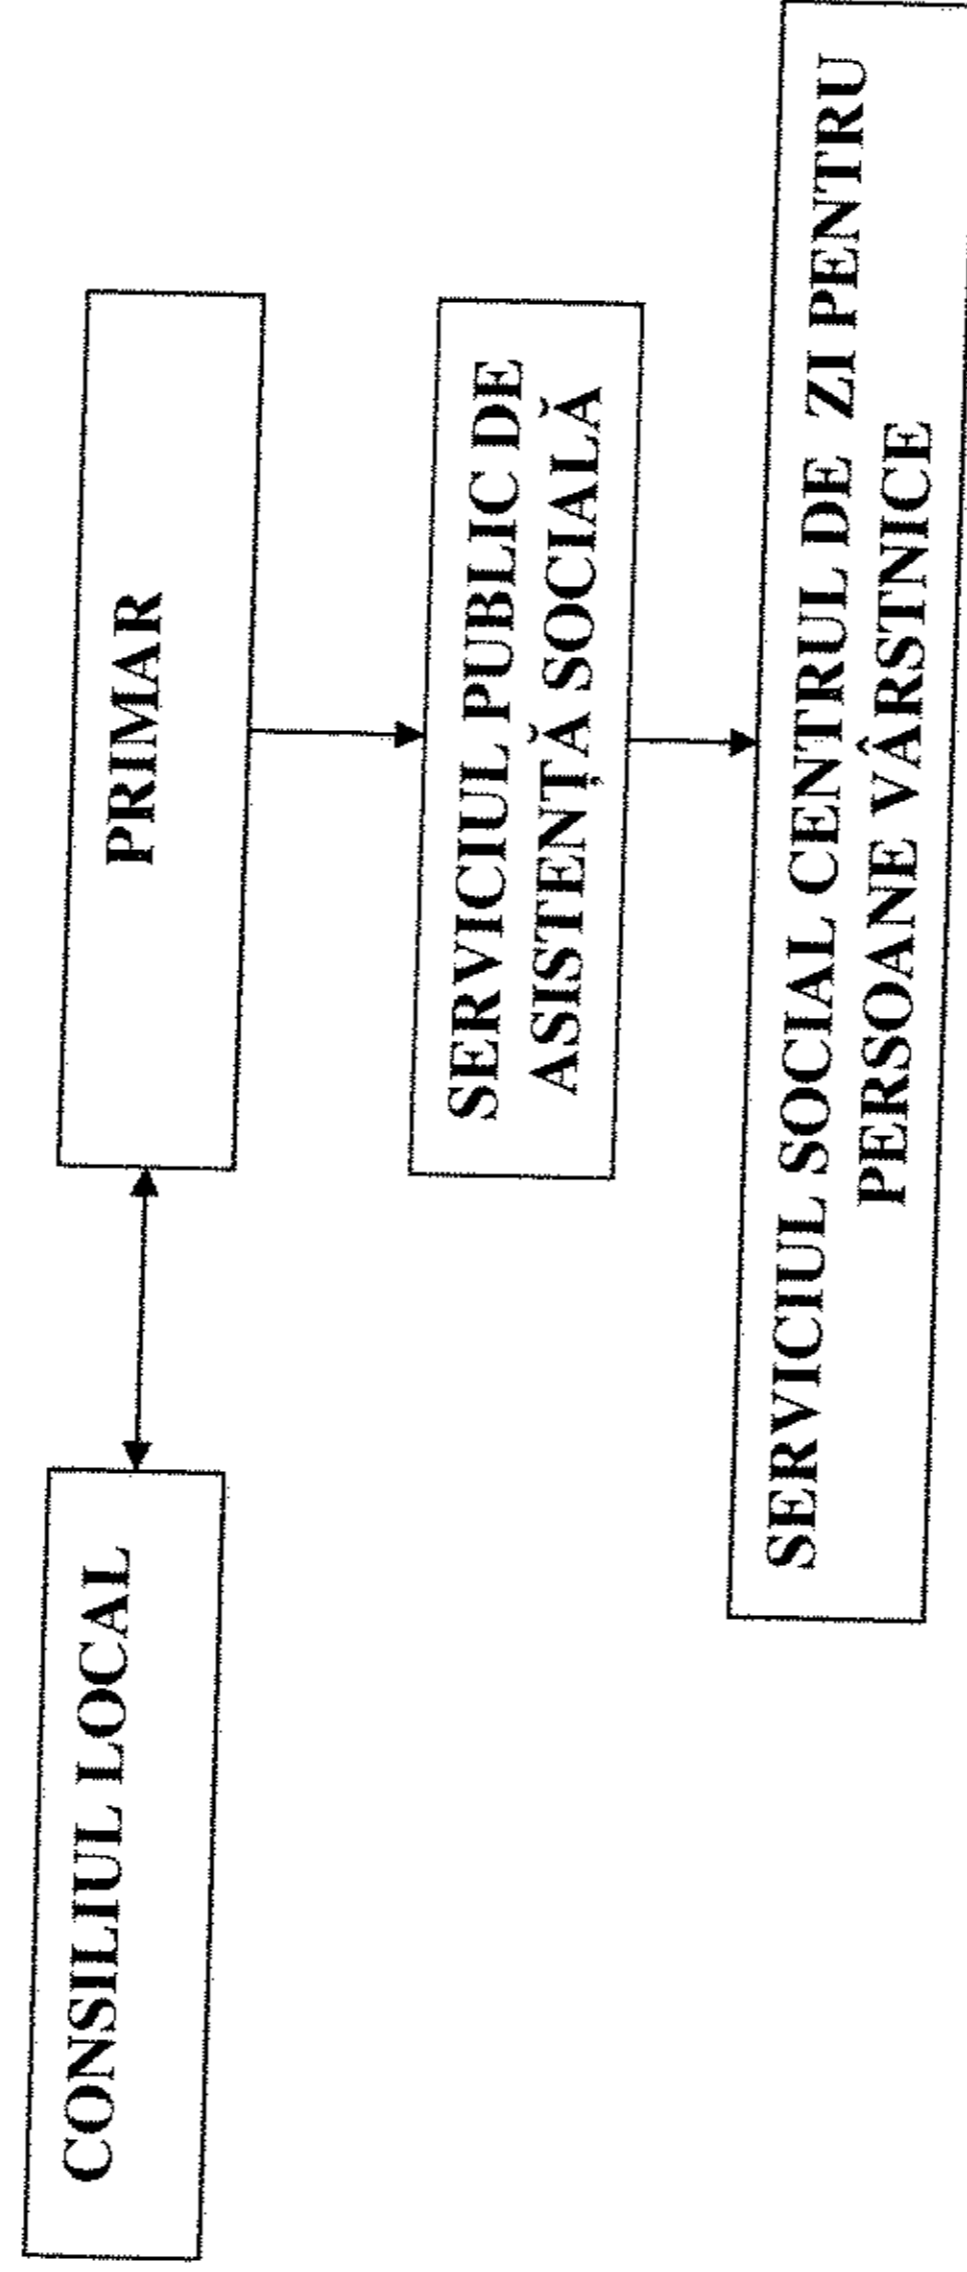 CONSILIUL LOCAL
PRIMAR
SERVICIUL PUBLIC DE
ASISTENȚĂ SOCIALĂ
SERVICIUL SOCIAL CENTRUL DE ZI PENTRU
PERSOANE VÂRSTNICE